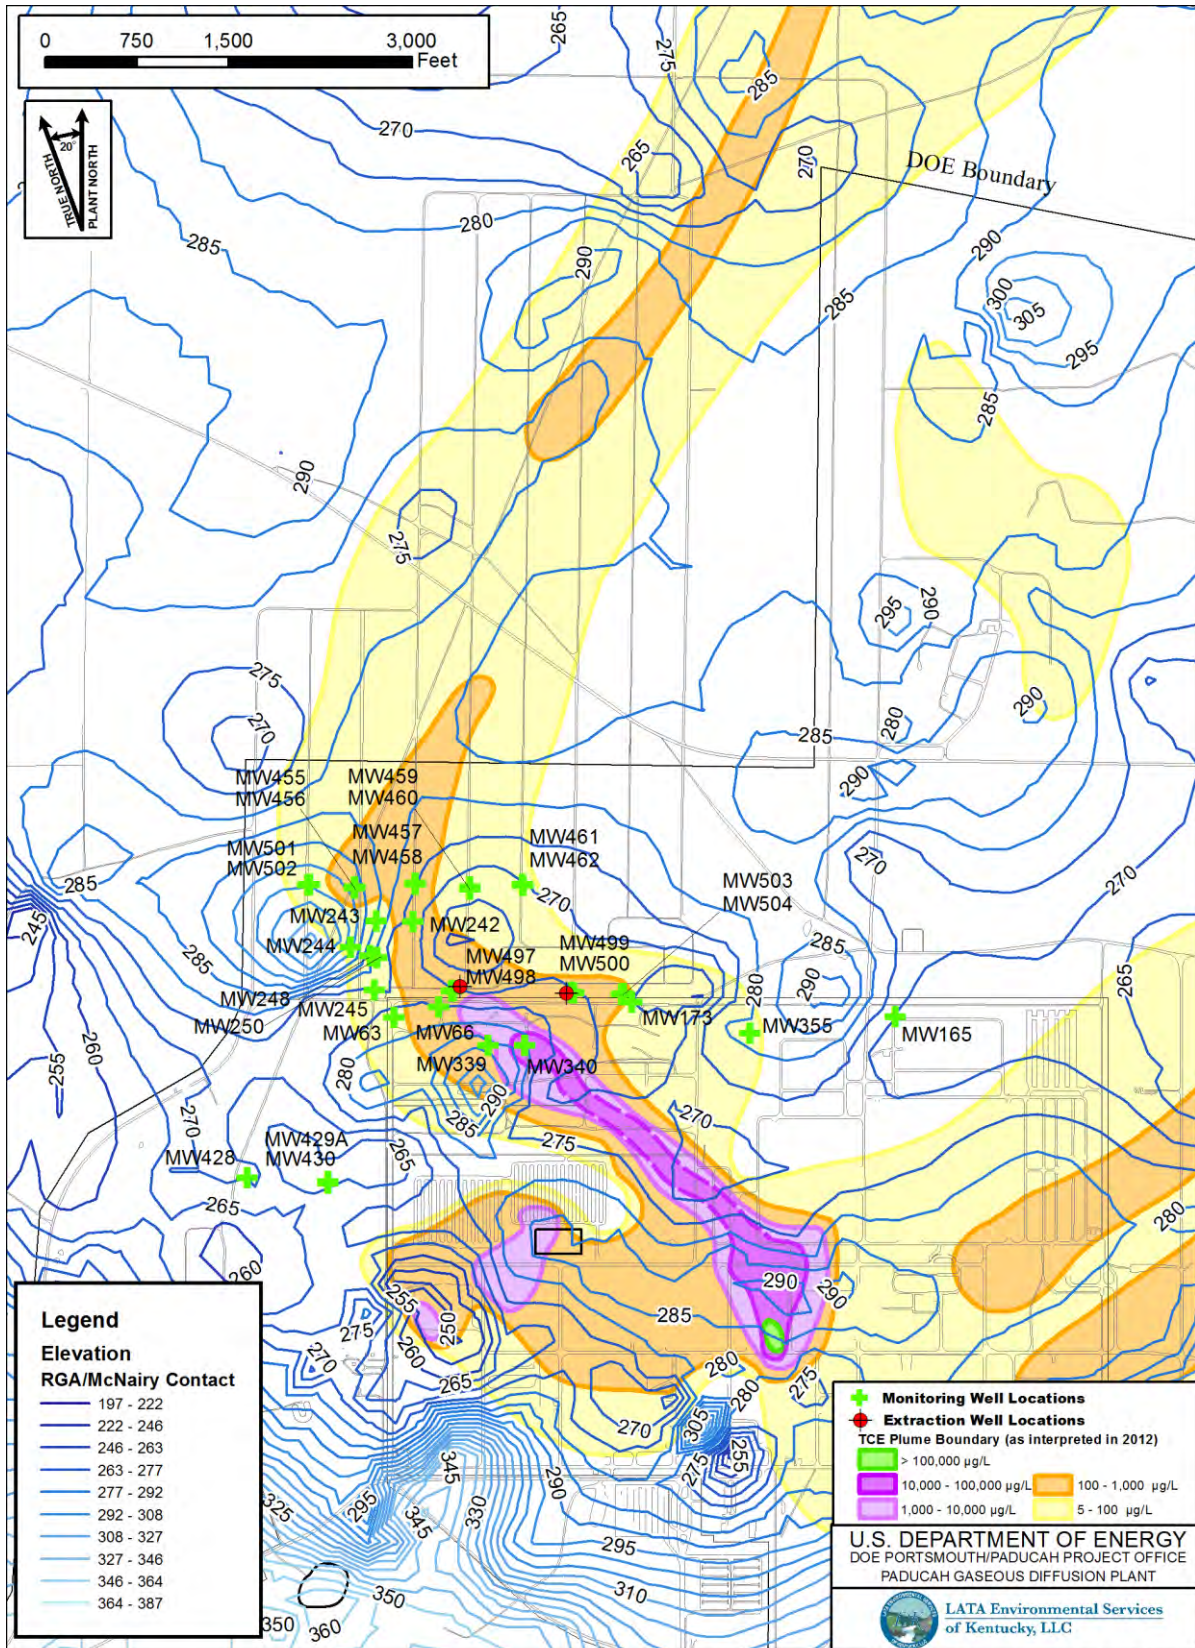 0 750 1,500 3,000
Feet
TRUE NORTH
20°
PLANT NORTH
DOE Boundary
265
275
285
270
265
270
280
285
290
290
300
305
295
285
285
290
275
295
290
290
280
285
290
275
270
MW455
MW456
MW459
MW460
MW457
MW458
MW461
MW462
MW501
MW502
MW503
MW504
285
270
270
270
245
MW243
MW242
MW244
MW497
MW498
MW499
MW500
285
285
290
280
265
MW248
MW250
MW245
MW63
MW66
MW173
MW355
MW165
MW339
MW340
260
255
280
290
285
275
270
270
MW429A
MW430
MW428
265
265
280
260
255
250
275
260
270
265
285
290
290
280
280
275
270
305
275
255
290
345
330
325
295
345
295
310
350
350
360
Legend
Elevation
RGA/McNairy Contact
197 - 222
222 - 246
246 - 263
263 - 277
277 - 292
292 - 308
308 - 327
327 - 346
346 - 364
364 - 387
Monitoring Well Locations
Extraction Well Locations
TCE Plume Boundary (as interpreted in 2012)
> 100,000 µg/L
10,000 - 100,000 µg/L 100 - 1,000 µg/L
1,000 - 10,000 µg/L 5 - 100 µg/L
U.S. DEPARTMENT OF ENERGY
DOE PORTSMOUTH/PADUCAH PROJECT OFFICE
PADUCAH GASEOUS DIFFUSION PLANT
LATA Environmental Services
of Kentucky, LLC